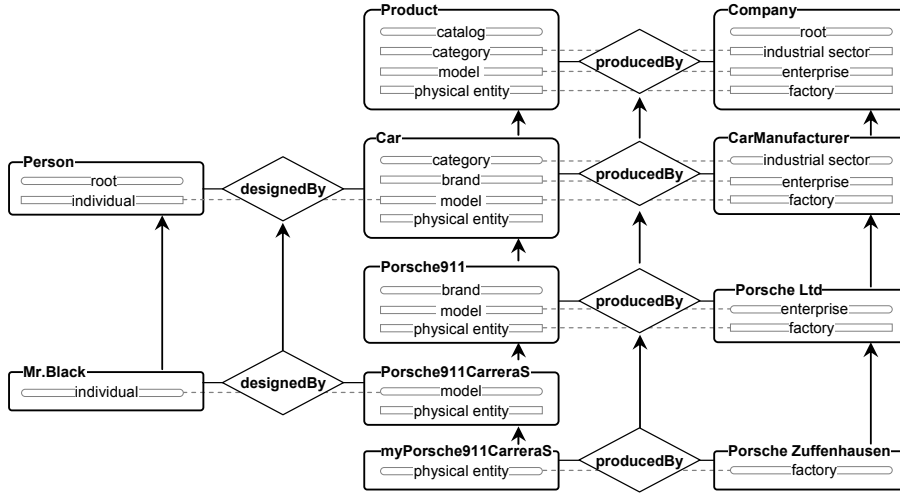 Product
catalog
category
model
physical entity
producedBy
Company
root
industrial sector
enterprise
factory
Person
root
individual
designedBy
Car
category
brand
model
physical entity
producedBy
CarManufacturer
industrial sector
enterprise
factory
Porsche911
brand
model
physical entity
producedBy
Porsche Ltd
enterprise
factory
Mr.Black
individual
designedBy
Porsche911CarreraS
model
physical entity
myPorsche911CarreraS
physical entity
producedBy
Porsche Zuffenhausen
factory